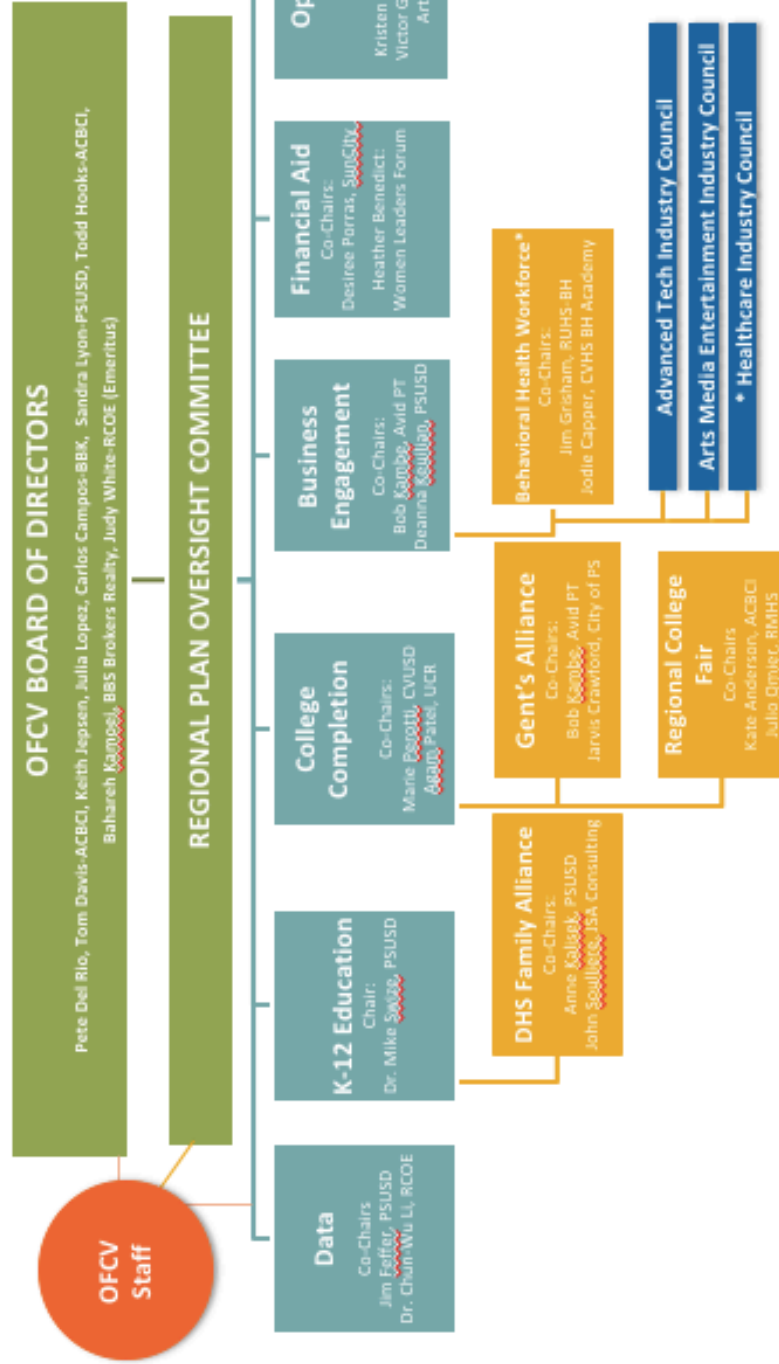 OFCV BOARD OF DIRECTORS
Pete Del Rio, Tom Davis-ACBCI, Keith Jepsen, Julia Lopez, Carlos Campos-BBK, Sandra Lyon-PSUSD, Todd Hooks-ACBCI,
Bahareh Kamoei, BBS Brokers Realty, Judy White-RCOE (Emeritus)
OFCV
Staff
REGIONAL PLAN OVERSIGHT COMMITTEE
Data
Co-Chairs
Jim Feffer, PSUSD
Dr. Chun-Wu Li, RCOE
K-12 Education
Chair:
Dr. Mike Swize, PSUSD
College
Completion
Co-Chairs:
Marie Perotti, CVUSD
Agam Patel, UCR
Business
Engagement
Co-Chairs:
Bob Kambe, Avid PT
Deanna Keuilian, PSUSD
Financial Aid
Co-Chairs:
Desiree Porras, SunCity,
Heather Benedict:
Women Leaders Forum
Op
Kristen
Victor G
Art
DHS Family Alliance
Co-Chairs:
Anne Kalisek, PSUSD
John Soulliere, JSA Consulting
Gent's Alliance
Co-Chairs:
Bob Kambe, Avid PT
Jarvis Crawford, City of PS
Regional College
Fair
Co-Chairs
Kate Anderson, ACBCI
Julio Omier, RMHS
Behavioral Health Workforce*
Co-Chairs:
Jim Grisham, RUHS-BH
Jodie Capper, CVHS BH Academy
Advanced Tech Industry Council
Arts Media Entertainment Industry Council
* Healthcare Industry Council